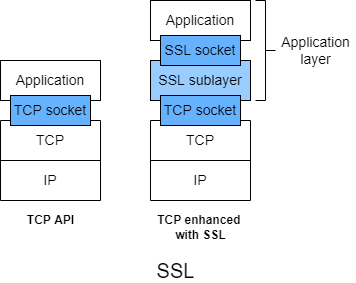 Application
TCP socket
TCP
IP
TCP API
Application
SSL socket
SSL sublayer
TCP socket
TCP
IP
TCP enhanced
with SSL
Application
layer
SSL